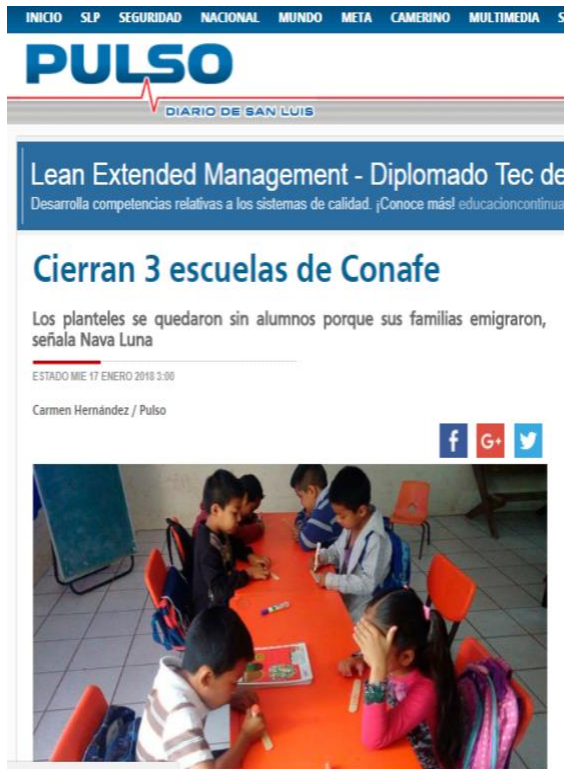 INICIO SLP SEGURIDAD NACIONAL MUNDO META CAMERINO MULTIMEDIA S
PULSO
DIARIO DE SAN LUIS
Lean Extended Management - Diplomado Tec de
Desarrolla competencias relativas a los sistemas de calidad. ¡Conoce más! educacioncontinua
Cierran 3 escuelas de Conafe
Los planteles se quedaron sin alumnos porque sus familias emigraron,
señala Nava Luna
ESTADO MIE 17 ENERO 2018 3:00
Carmen Hernández / Pulso
f G+